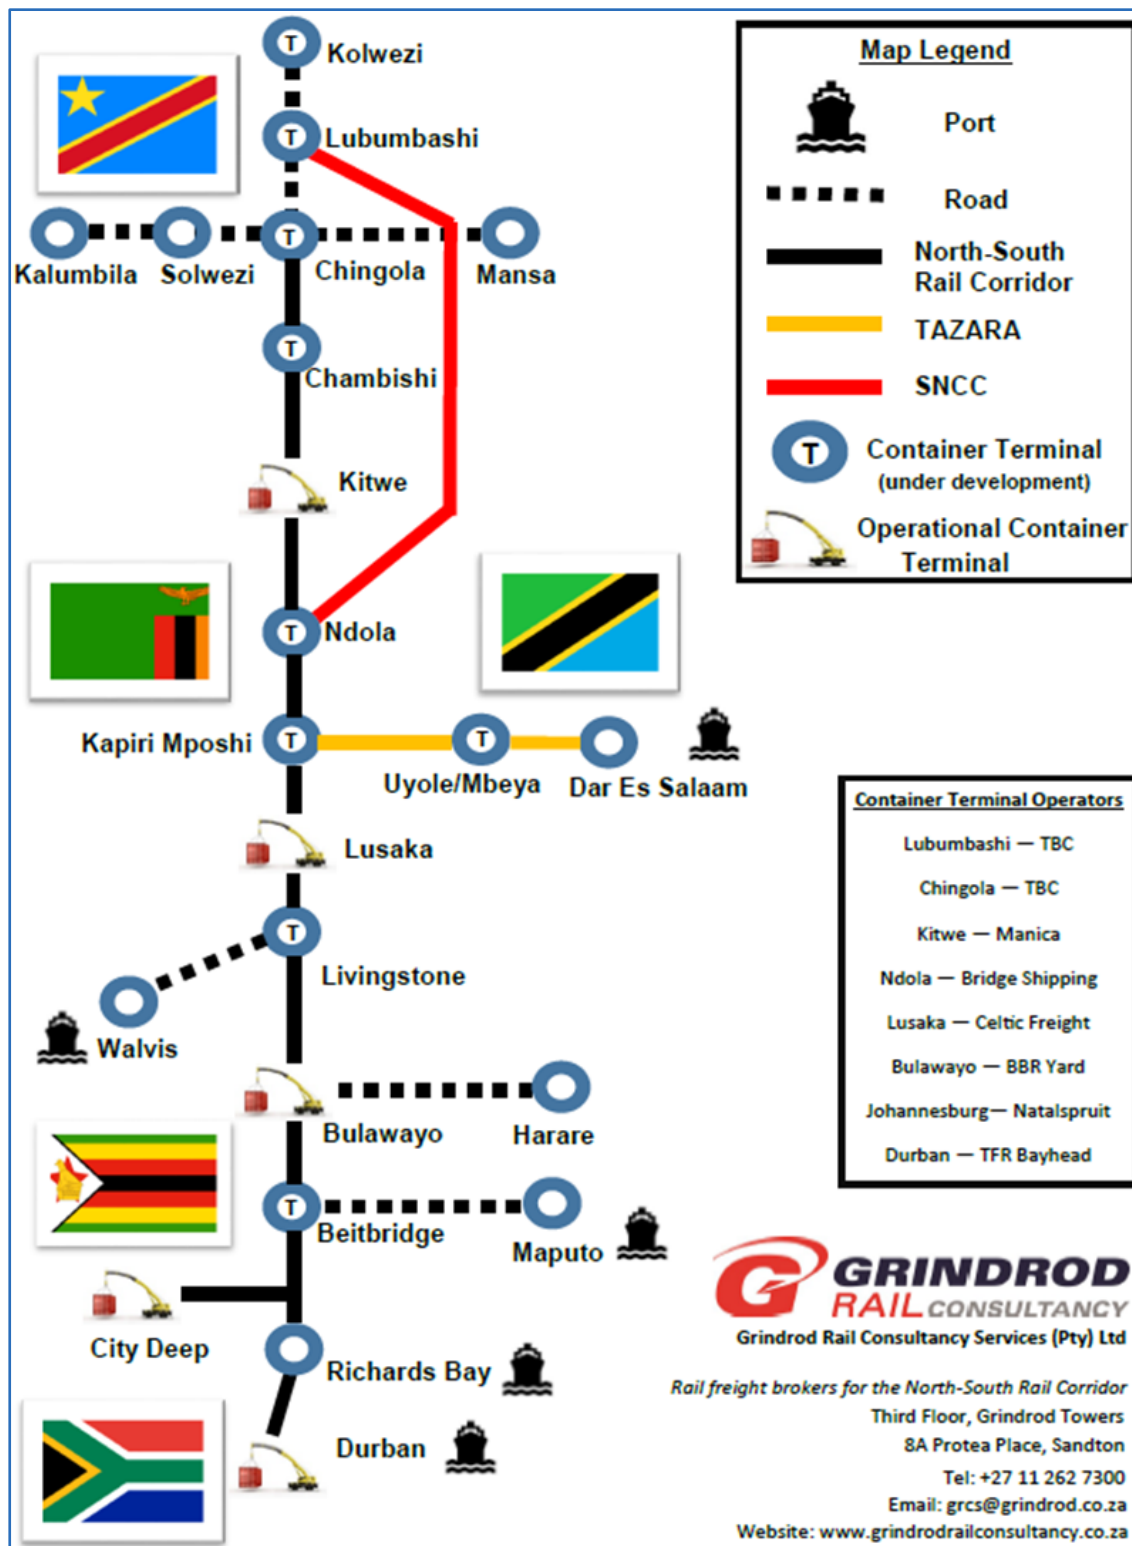 Kolwezi
T
Lubumbashi
T
Kalumbila
Solwezi
T
Chingola
Mansa
T
Chambishi
Kitwe
T
Ndola
Kapiri Mposhi
T
T
Uyole/Mbeya
Dar Es Salaam
Lusaka
T
Livingstone
Walvis
Bulawayo
Harare
T
Beitbridge
Maputo
City Deep
Richards Bay
Durban
Map Legend
Port
Road
North-South
Rail Corridor
TAZARA
SNCC
T
Container Terminal
(under development)
Operational Container
Terminal
Container Terminal Operators
Lubumbashi — TBC
Chingola — TBC
Kitwe — Manica
Ndola — Bridge Shipping
Lusaka — Celtic Freight
Bulawayo — BBR Yard
Johannesburg— Natalspruit
Durban — TFR Bayhead
GRINDROD
RAIL CONSULTANCY
Grindrod Rail Consultancy Services (Pty) Ltd
Rail freight brokers for the North-South Rail Corridor
Third Floor, Grindrod Towers
8A Protea Place, Sandton
Tel: +27 11 262 7300
Email: grcs@grindrod.co.za
Website: www.grindrodrailconsultancy.co.za